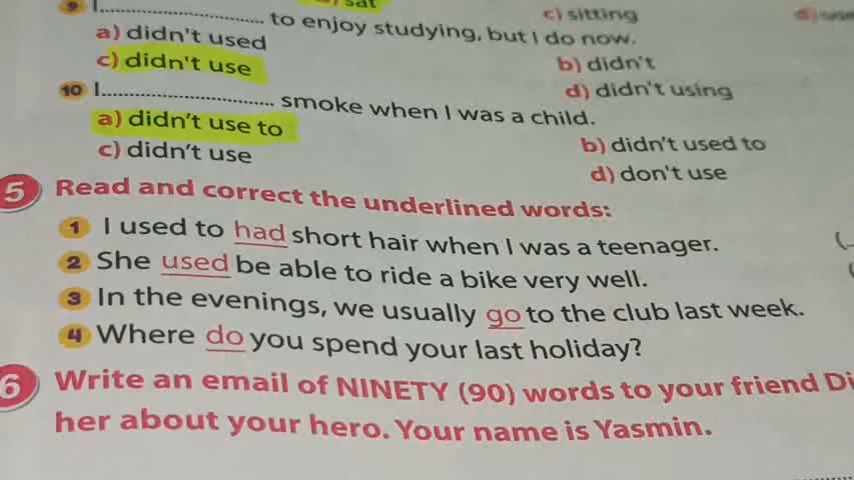 sat
c) sitting
9 I.............................. to enjoy studying, but I do now.
a) didn't used
b) didn't
c) didn't use
d) didn't using
10 I.............................. smoke when I was a child.
a) didn't use to
b) didn't used to
c) didn't use
d) don't use
5 Read and correct the underlined words:
1 I used to had short hair when I was a teenager.
2 She used be able to ride a bike very well.
3 In the evenings, we usually go to the club last week.
4 Where do you spend your last holiday?
6 Write an email of NINETY (90) words to your friend Di
her about your hero. Your name is Yasmin.